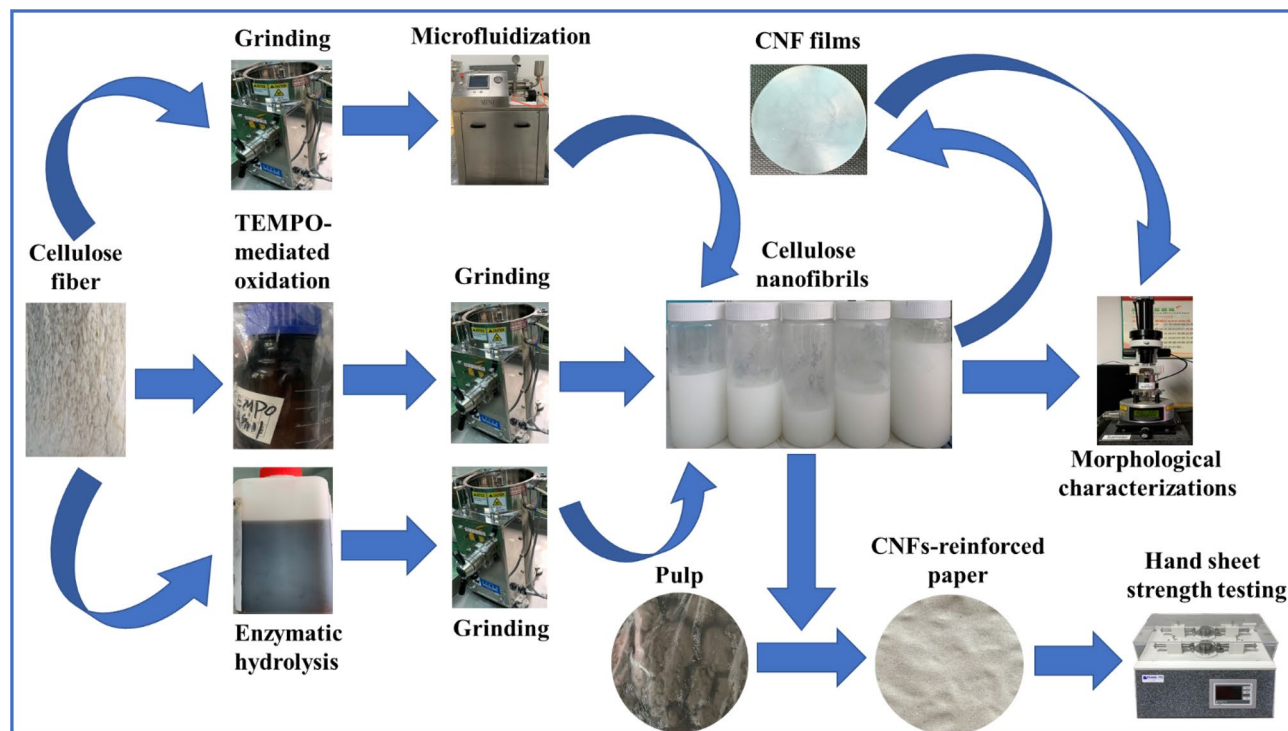 Grinding
Microfluidization
CNF films
Cellulose
fiber
TEMPO-
mediated
oxidation
TEMPO
Grinding
Cellulose
nanofibrils
Enzymatic
hydrolysis
Grinding
Morphological
characterizations
Pulp
CNFs-reinforced
paper
Hand sheet
strength testing